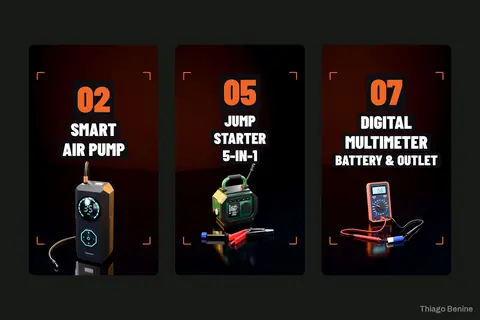 02
SMART
AIR PUMP
05
JUMP
STARTER
5-IN-1
07
DIGITAL
MULTIMETER
BATTERY & OUTLET
Thiago Benine